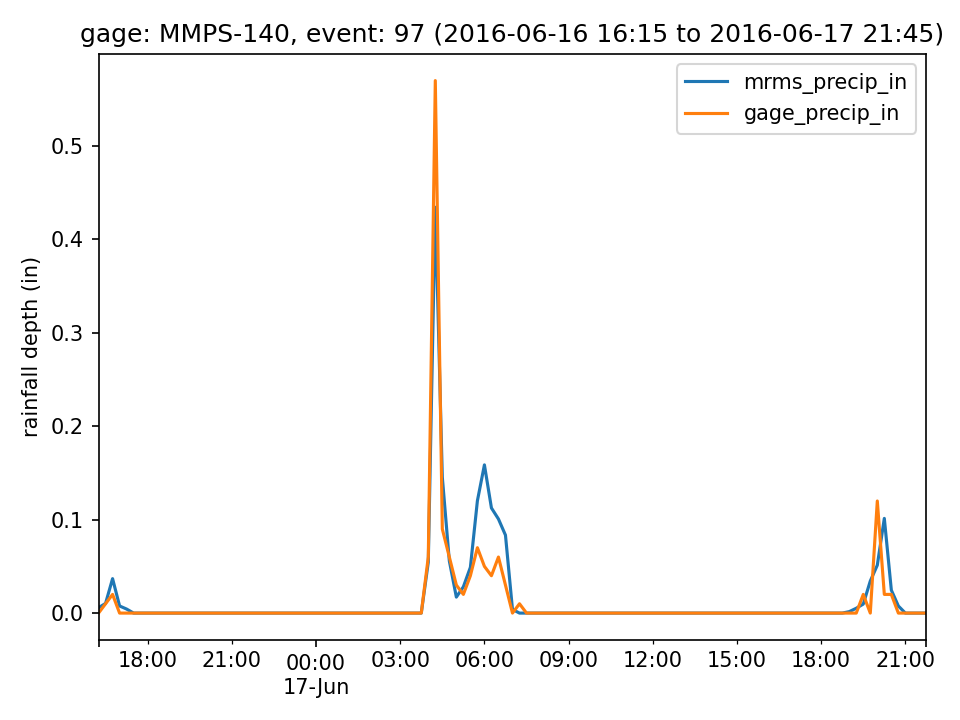 gage: MMPS-140, event: 97 (2016-06-16 16:15 to 2016-06-17 21:45)
mrms_precip_in
gage_precip_in
rainfall depth (in)
0.5
0.4
0.3
0.2
0.1
0.0
18:00 21:00 00:00 03:00 06:00 09:00 12:00 15:00 18:00 21:00
17-Jun